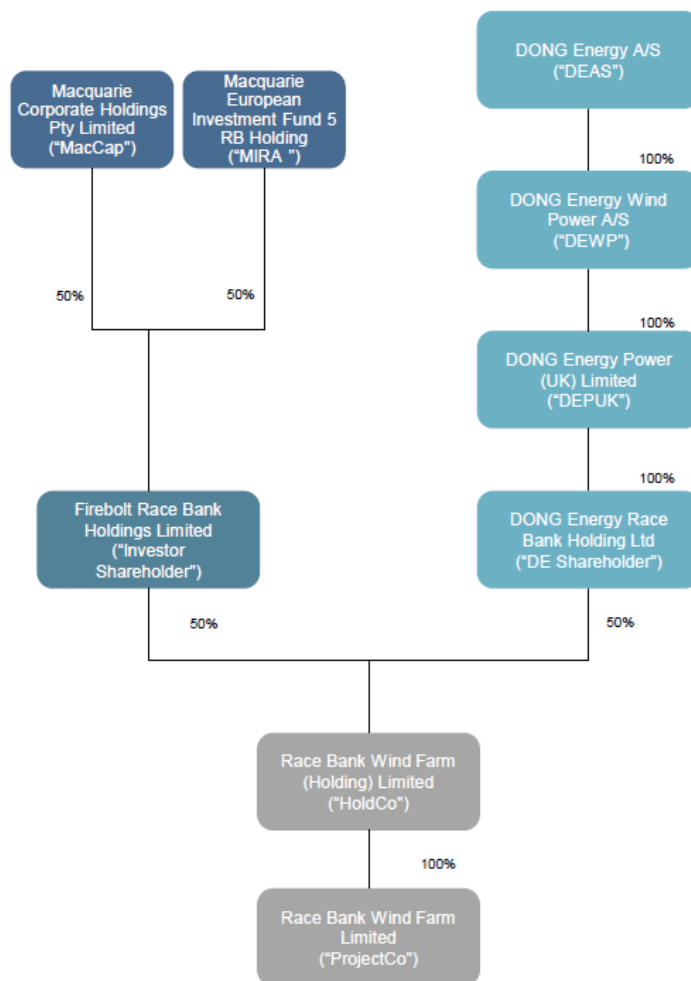 DONG Energy A/S
("DEAS")
Macquarie
Corporate Holdings
Pty Limited
("MacCap")
Macquarie
European
Investment Fund 5
RB Holding
("MIRA ")
100%
DONG Energy Wind
Power A/S
("DEWP")
50%
50%
100%
DONG Energy Power
(UK) Limited
("DEPUK")
100%
Firebolt Race Bank
Holdings Limited
("Investor
Shareholder")
DONG Energy Race
Bank Holding Ltd
("DE Shareholder")
50%
50%
Race Bank Wind Farm
(Holding) Limited
("HoldCo")
100%
Race Bank Wind Farm
Limited
("ProjectCo")